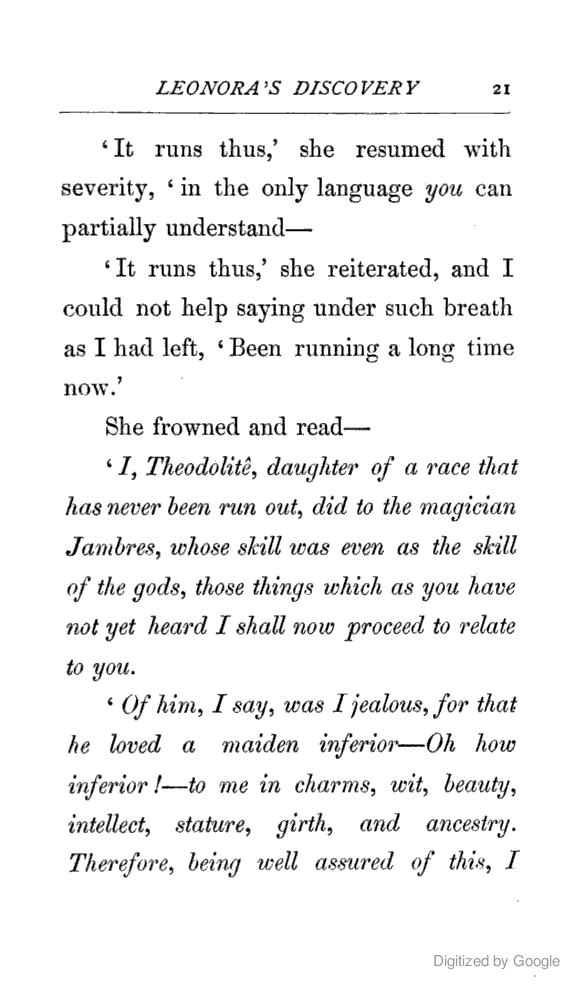 LEONORA'S DISCOVERY 21
‘It runs thus,’ she resumed with
severity, ‘in the only language you can
partially understand—
‘It runs thus,’ she reiterated, and I
could not help saying under such breath
as I had left, ‘Been running a long time
now.’
She frowned and read—
‘I, Theodolitê, daughter of a race that
has never been run out, did to the magician
Jambres, whose skill was even as the skill
of the gods, those things which as you have
not yet heard I shall now proceed to relate
to you.
‘Of him, I say, was I jealous, for that
he loved a maiden inferior—Oh how
inferior!—to me in charms, wit, beauty,
intellect, stature, girth, and ancestry.
Therefore, being well assured of this, I
Digitized by Google